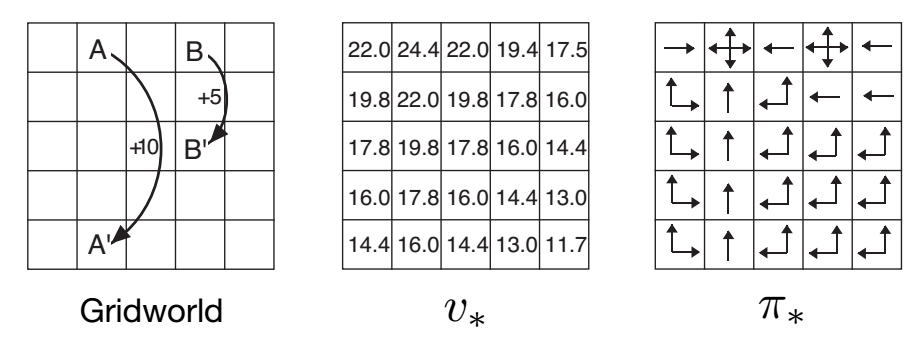 A B
+5
+10 B'
A'
22.0 24.4 22.0 19.4 17.5
19.8 22.0 19.8 17.8 16.0
17.8 19.8 17.8 16.0 14.4
16.0 17.8 16.0 14.4 13.0
14.4 16.0 14.4 13.0 11.7
Gridworld
v*
π*